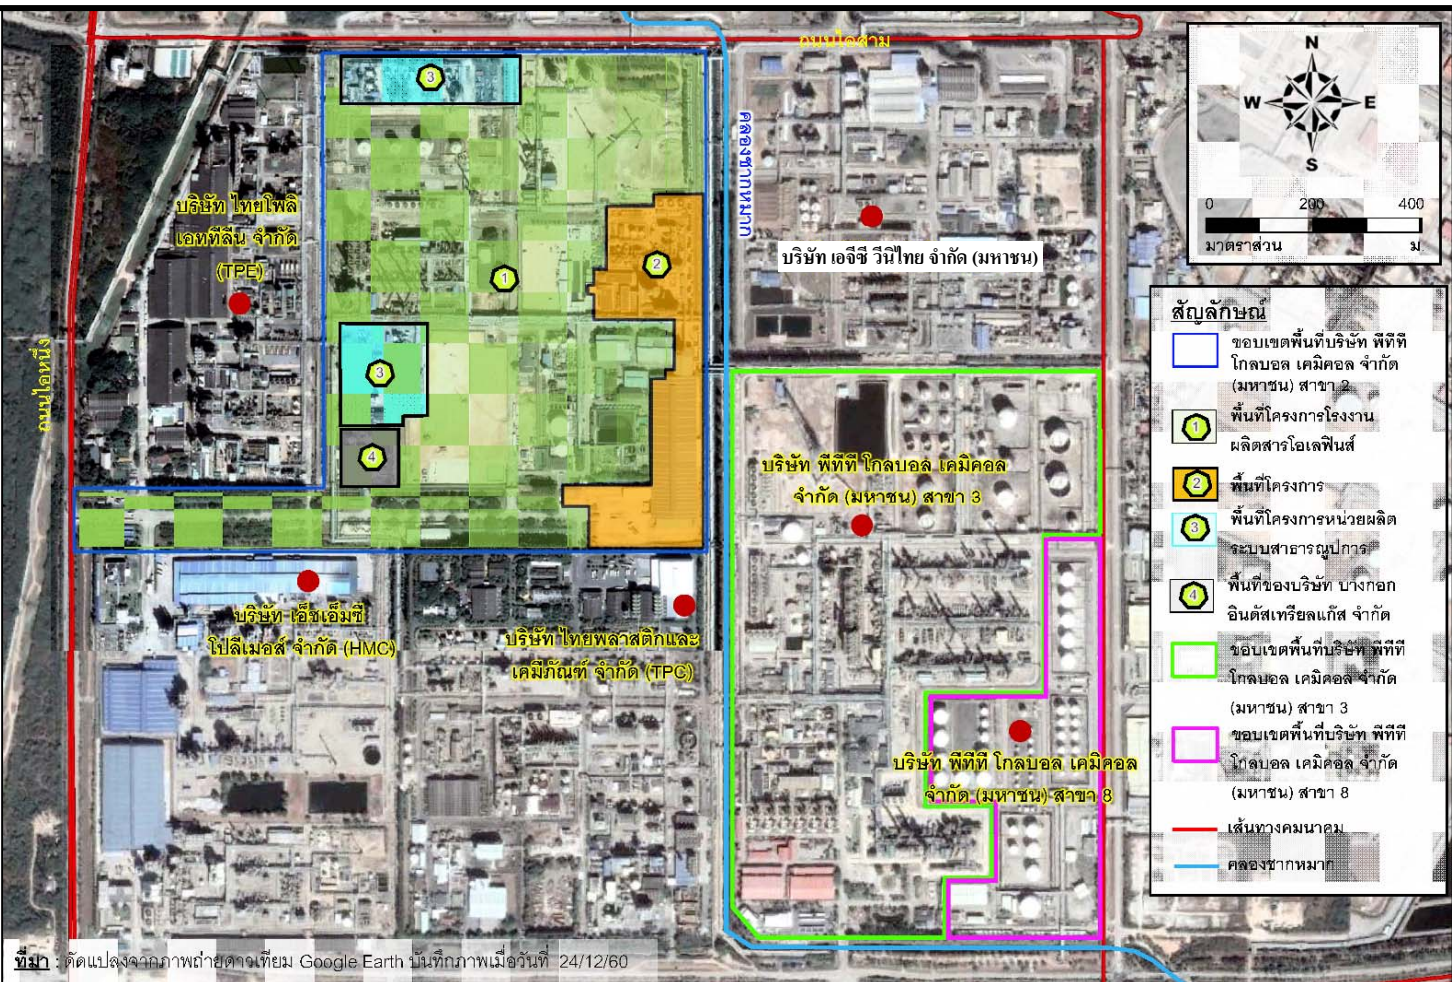 ถนนไอสาม
3
คลองชากหมาก
บริษัท ไทยโพลิ
เอททีลีน จำกัด
(TPE)
1
2
บริษัท เอจีซี วีนิไทย จำกัด (มหาชน)
ถนนไอหนึ่ง
3
4
บริษัท พีทีที โกลบอล เคมิคอล
จำกัด (มหาชน) สาขา 3
บริษัท เอ็ชเอ็มซี
โปลีเมอส์ จำกัด (HMC)
บริษัท ไทยพลาสติกและ
เคมีภัณฑ์ จำกัด (TPC)
บริษัท พีทีที โกลบอล เคมิคอล
จำกัด (มหาชน) สาขา 8
N
W E
S
0 200 400
มาตราส่วน ม.
สัญลักษณ์
ขอบเขตพื้นที่บริษัท พีทีที
โกลบอล เคมิคอล จำกัด
(มหาชน) สาขา 2
1 พื้นที่โครงการโรงงาน
ผลิตสารโอเลฟินส์
2 พื้นที่โครงการ
3 พื้นที่โครงการหน่วยผลิต
ระบบสาธารณูปการ
4 พื้นที่ของบริษัท บางกอก
อินดัสเทรียลแก๊ส จำกัด
ขอบเขตพื้นที่บริษัท พีทีที
โกลบอล เคมิคอล จำกัด
(มหาชน) สาขา 3
ขอบเขตพื้นที่บริษัท พีทีที
โกลบอล เคมิคอล จำกัด
(มหาชน) สาขา 8
เส้นทางคมนาคม
คลองชากหมาก
ที่มา : ดัดแปลงจากภาพถ่ายดาวเทียม Google Earth บันทึกภาพเมื่อวันที่ 24/12/60